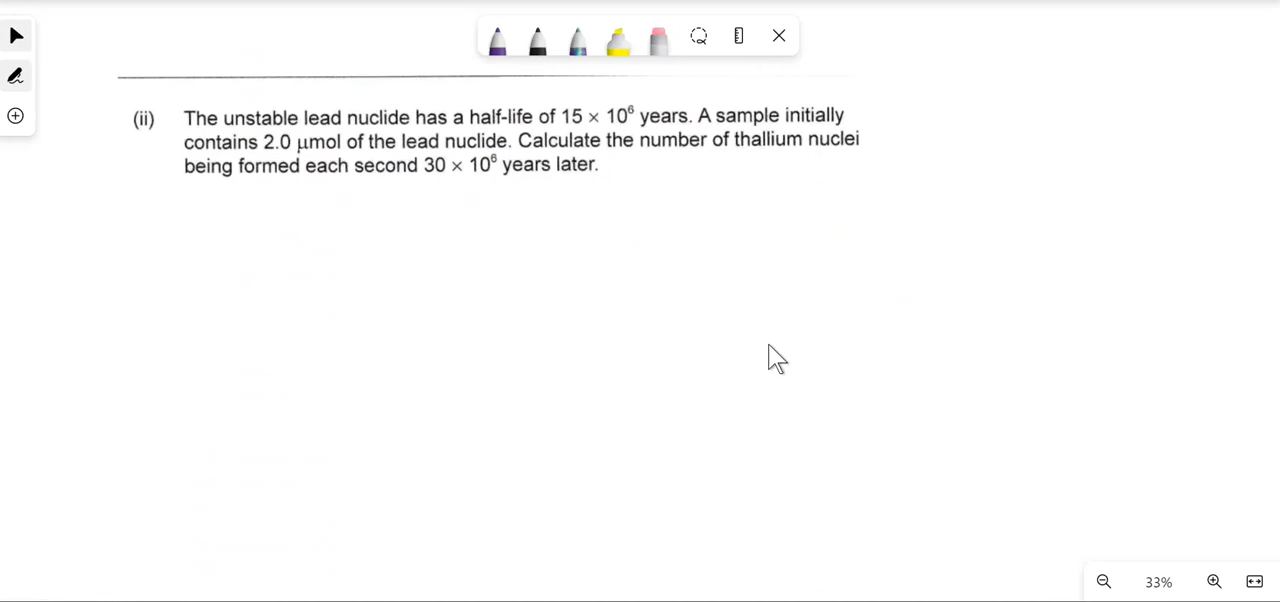 (ii) The unstable lead nuclide has a half-life of 15 × 10⁶ years. A sample initially
contains 2.0 μmol of the lead nuclide. Calculate the number of thallium nuclei
being formed each second 30 × 10⁶ years later.
33%